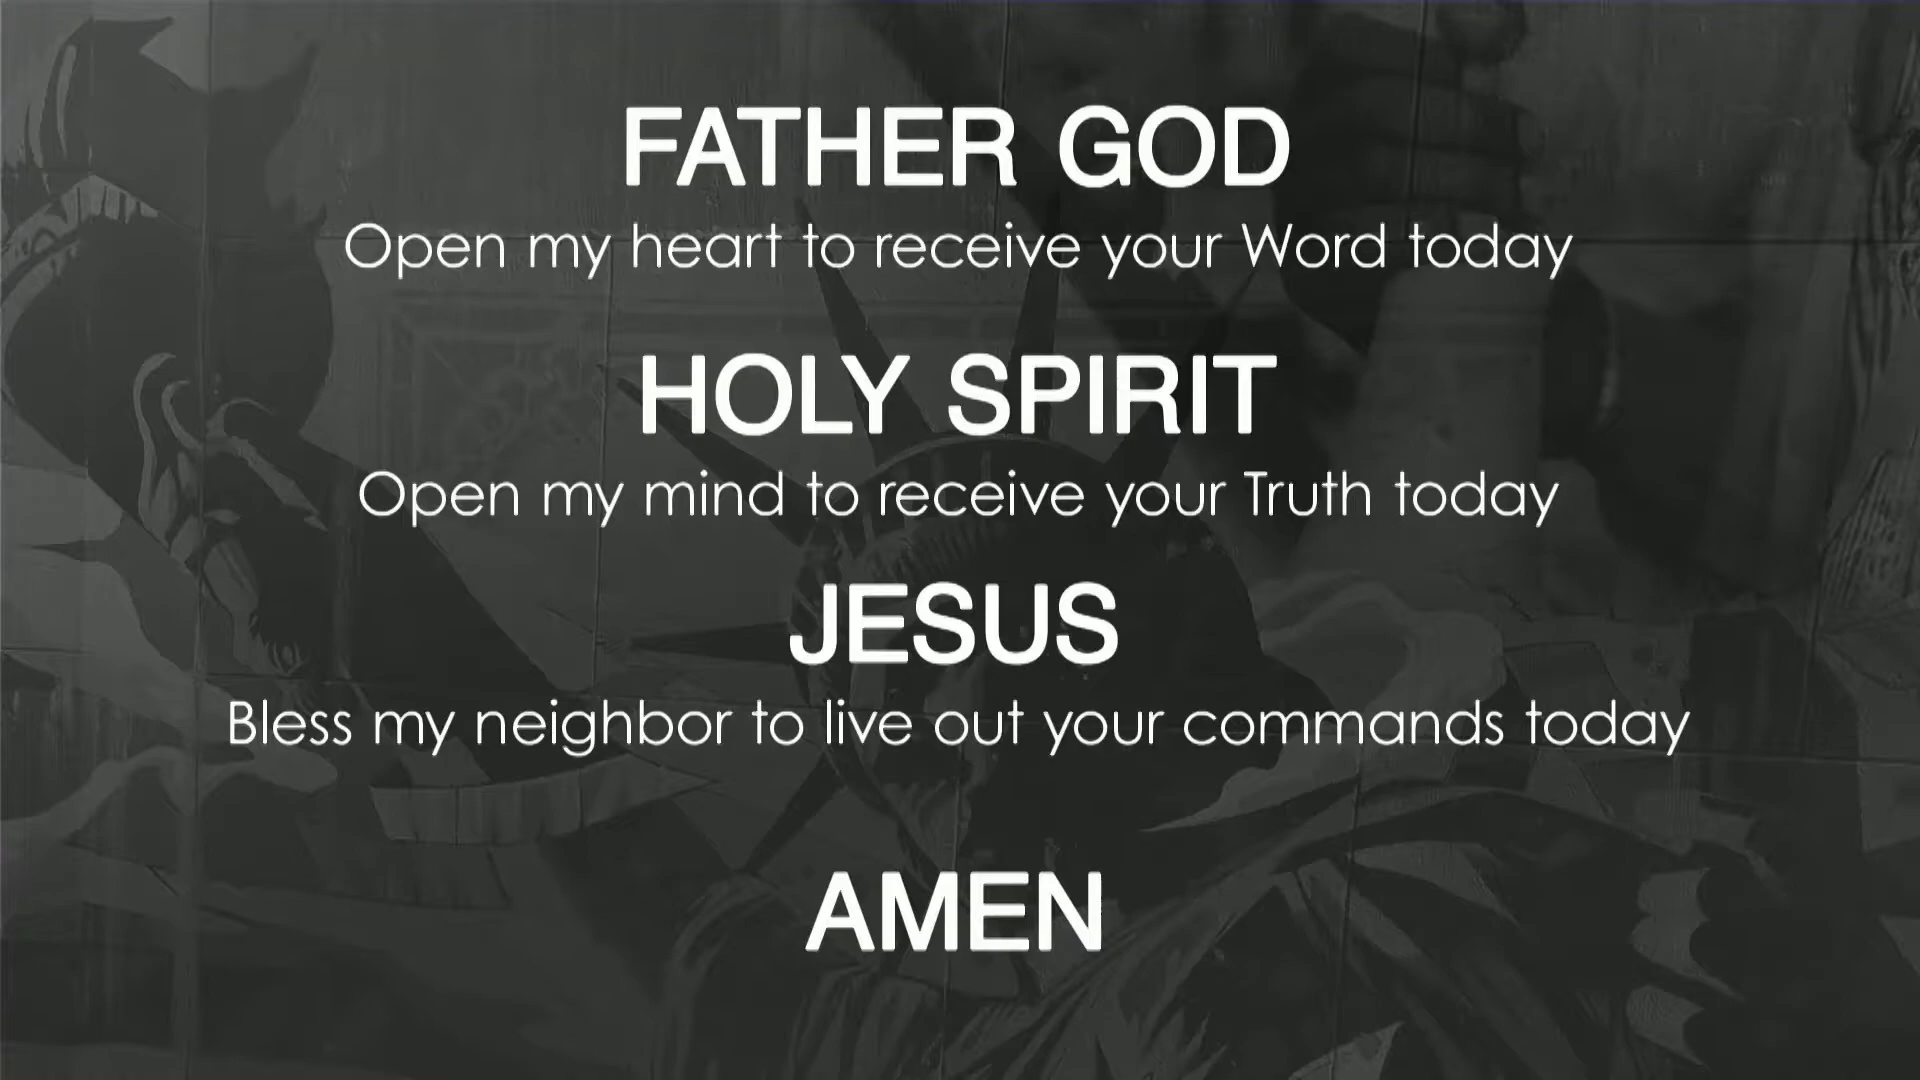 FATHER GOD
Open my heart to receive your Word today
HOLY SPIRIT
Open my mind to receive your Truth today
JESUS
Bless my neighbor to live out your commands today
AMEN